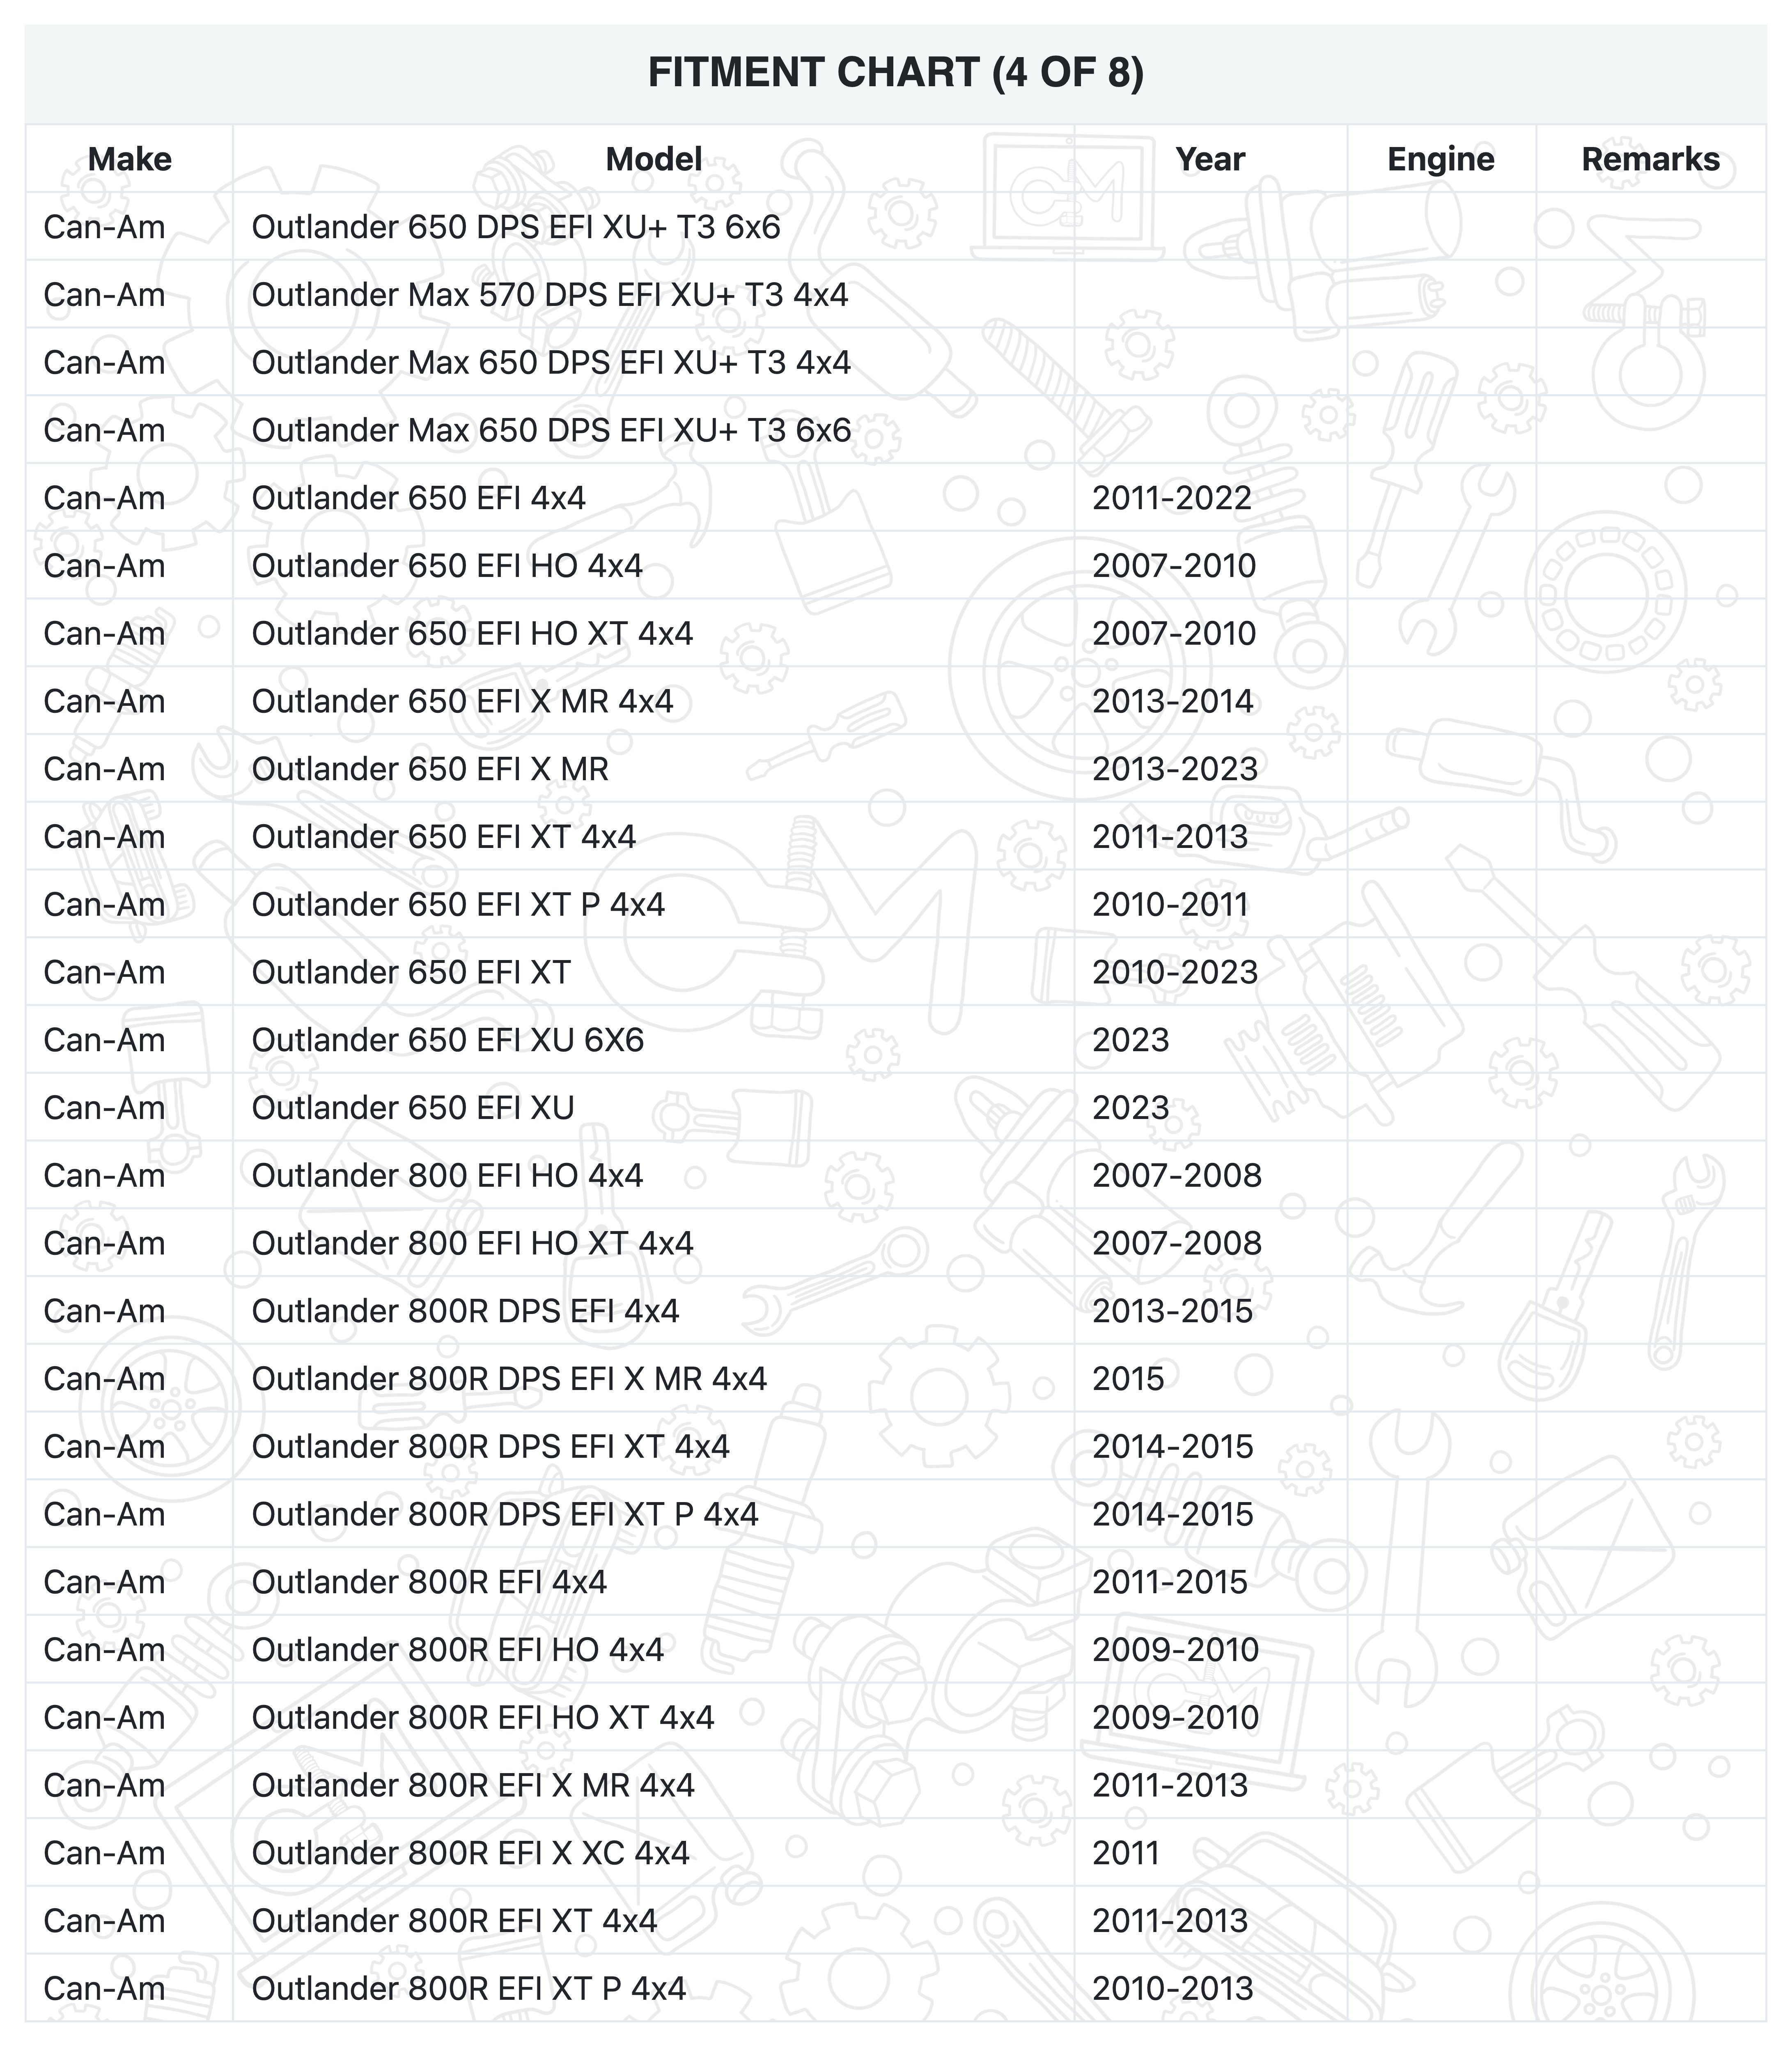 FITMENT CHART (4 OF 8)
Make Model Year Engine Remarks
Can-Am Outlander 650 DPS EFI XU+ T3 6x6
Can-Am Outlander Max 570 DPS EFI XU+ T3 4x4
Can-Am Outlander Max 650 DPS EFI XU+ T3 4x4
Can-Am Outlander Max 650 DPS EFI XU+ T3 6x6
Can-Am Outlander 650 EFI 4x4 2011-2022
Can-Am Outlander 650 EFI HO 4x4 2007-2010
Can-Am Outlander 650 EFI HO XT 4x4 2007-2010
Can-Am Outlander 650 EFI X MR 4x4 2013-2014
Can-Am Outlander 650 EFI X MR 2013-2023
Can-Am Outlander 650 EFI XT 4x4 2011-2013
Can-Am Outlander 650 EFI XT P 4x4 2010-2011
Can-Am Outlander 650 EFI XT 2010-2023
Can-Am Outlander 650 EFI XU 6X6 2023
Can-Am Outlander 650 EFI XU 2023
Can-Am Outlander 800 EFI HO 4x4 2007-2008
Can-Am Outlander 800 EFI HO XT 4x4 2007-2008
Can-Am Outlander 800R DPS EFI 4x4 2013-2015
Can-Am Outlander 800R DPS EFI X MR 4x4 2015
Can-Am Outlander 800R DPS EFI XT 4x4 2014-2015
Can-Am Outlander 800R DPS EFI XT P 4x4 2014-2015
Can-Am Outlander 800R EFI 4x4 2011-2015
Can-Am Outlander 800R EFI HO 4x4 2009-2010
Can-Am Outlander 800R EFI HO XT 4x4 2009-2010
Can-Am Outlander 800R EFI X MR 4x4 2011-2013
Can-Am Outlander 800R EFI X XC 4x4 2011
Can-Am Outlander 800R EFI XT 4x4 2011-2013
Can-Am Outlander 800R EFI XT P 4x4 2010-2013